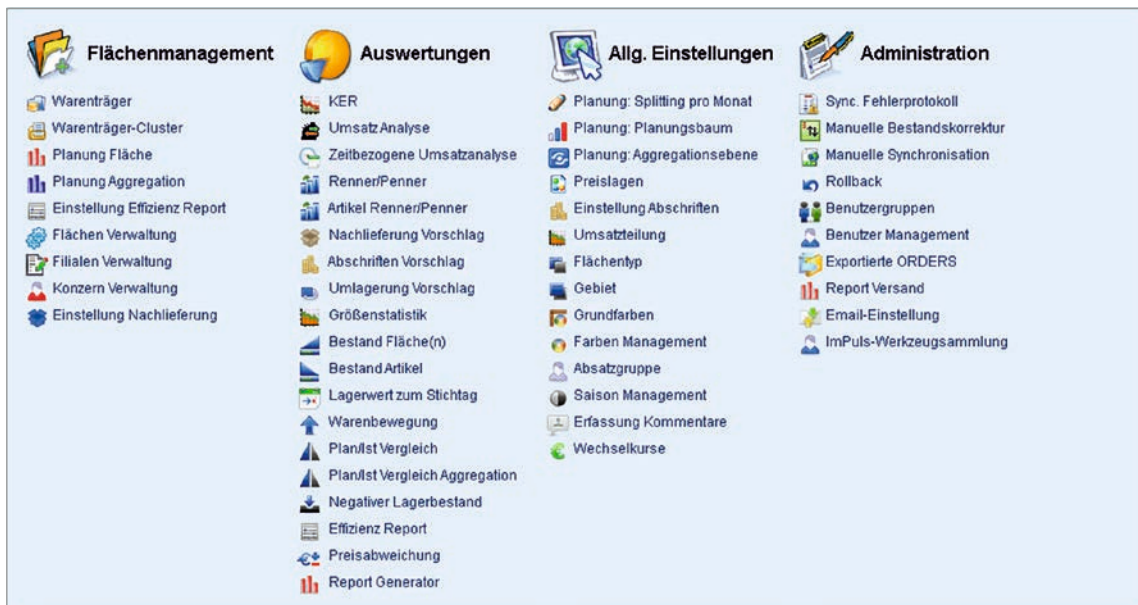 Flächenmanagement
Warenträger
Warenträger-Cluster
Planung Fläche
Planung Aggregation
Einstellung Effizienz Report
Flächen Verwaltung
Filialen Verwaltung
Konzern Verwaltung
Einstellung Nachlieferung
Auswertungen
KER
Umsatz Analyse
Zeitbezogene Umsatzanalyse
Renner/Penner
Artikel Renner/Penner
Nachlieferung Vorschlag
Abschriften Vorschlag
Umlagerung Vorschlag
Größenstatistik
Bestand Fläche(n)
Bestand Artikel
Lagerwert zum Stichtag
Warenbewegung
Plan/Ist Vergleich
Plan/Ist Vergleich Aggregation
Negativer Lagerbestand
Effizienz Report
Preisabweichung
Report Generator
Allg. Einstellungen
Planung: Splitting pro Monat
Planung: Planungsbaum
Planung: Aggregationsebene
Preislagen
Einstellung Abschriften
Umsatzteilung
Flächentyp
Gebiet
Grundfarben
Farben Management
Absatzgruppe
Saison Management
Erfassung Kommentare
Wechselkurse
Administration
Sync. Fehlerprotokoll
Manuelle Bestandskorrektur
Manuelle Synchronisation
Rollback
Benutzergruppen
Benutzer Management
Exportierte ORDERS
Report Versand
Email-Einstellung
ImPuls-Werkzeugsammlung